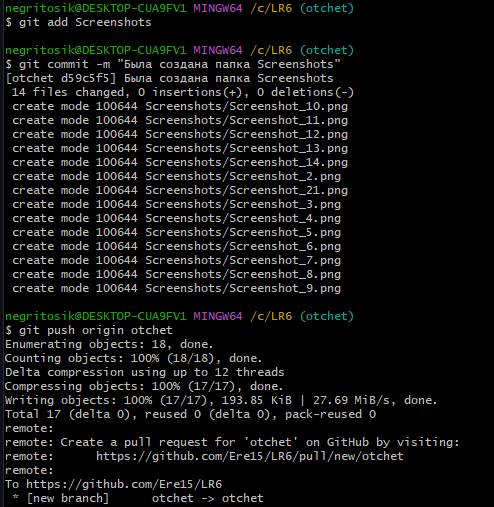 negritosik@DESKTOP-CUA9FV1 MINGW64 /c/LR6 (otchet)
$ git add Screenshots
negritosik@DESKTOP-CUA9FV1 MINGW64 /c/LR6 (otchet)
$ git commit -m "Была создана папка Screenshots"
[otchet d59c5f5] Была создана папка Screenshots
 14 files changed, 0 insertions(+), 0 deletions(-)
 create mode 100644 Screenshots/Screenshot_10.png
 create mode 100644 Screenshots/Screenshot_11.png
 create mode 100644 Screenshots/Screenshot_12.png
 create mode 100644 Screenshots/Screenshot_13.png
 create mode 100644 Screenshots/Screenshot_14.png
 create mode 100644 Screenshots/Screenshot_2.png
 create mode 100644 Screenshots/Screenshot_21.png
 create mode 100644 Screenshots/Screenshot_3.png
 create mode 100644 Screenshots/Screenshot_4.png
 create mode 100644 Screenshots/Screenshot_5.png
 create mode 100644 Screenshots/Screenshot_6.png
 create mode 100644 Screenshots/Screenshot_7.png
 create mode 100644 Screenshots/Screenshot_8.png
 create mode 100644 Screenshots/Screenshot_9.png
negritosik@DESKTOP-CUA9FV1 MINGW64 /c/LR6 (otchet)
$ git push origin otchet
Enumerating objects: 18, done.
Counting objects: 100% (18/18), done.
Delta compression using up to 12 threads
Compressing objects: 100% (17/17), done.
Writing objects: 100% (17/17), 193.85 KiB | 27.69 MiB/s, done.
Total 17 (delta 0), reused 0 (delta 0), pack-reused 0
remote:
remote: Create a pull request for 'otchet' on GitHub by visiting:
remote:      https://github.com/Ere15/LR6/pull/new/otchet
remote:
To https://github.com/Ere15/LR6
 * [new branch]      otchet -> otchet